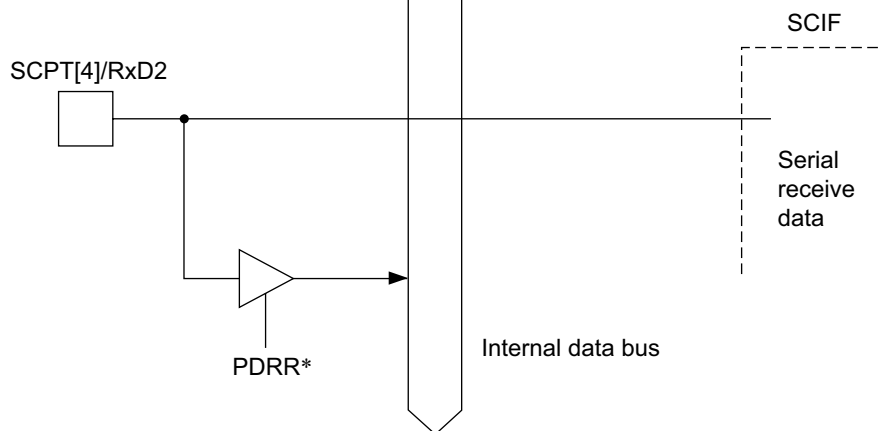 SCIF
SCPT[4]/RxD2
Serial
receive
data
Internal data bus
PDRR*